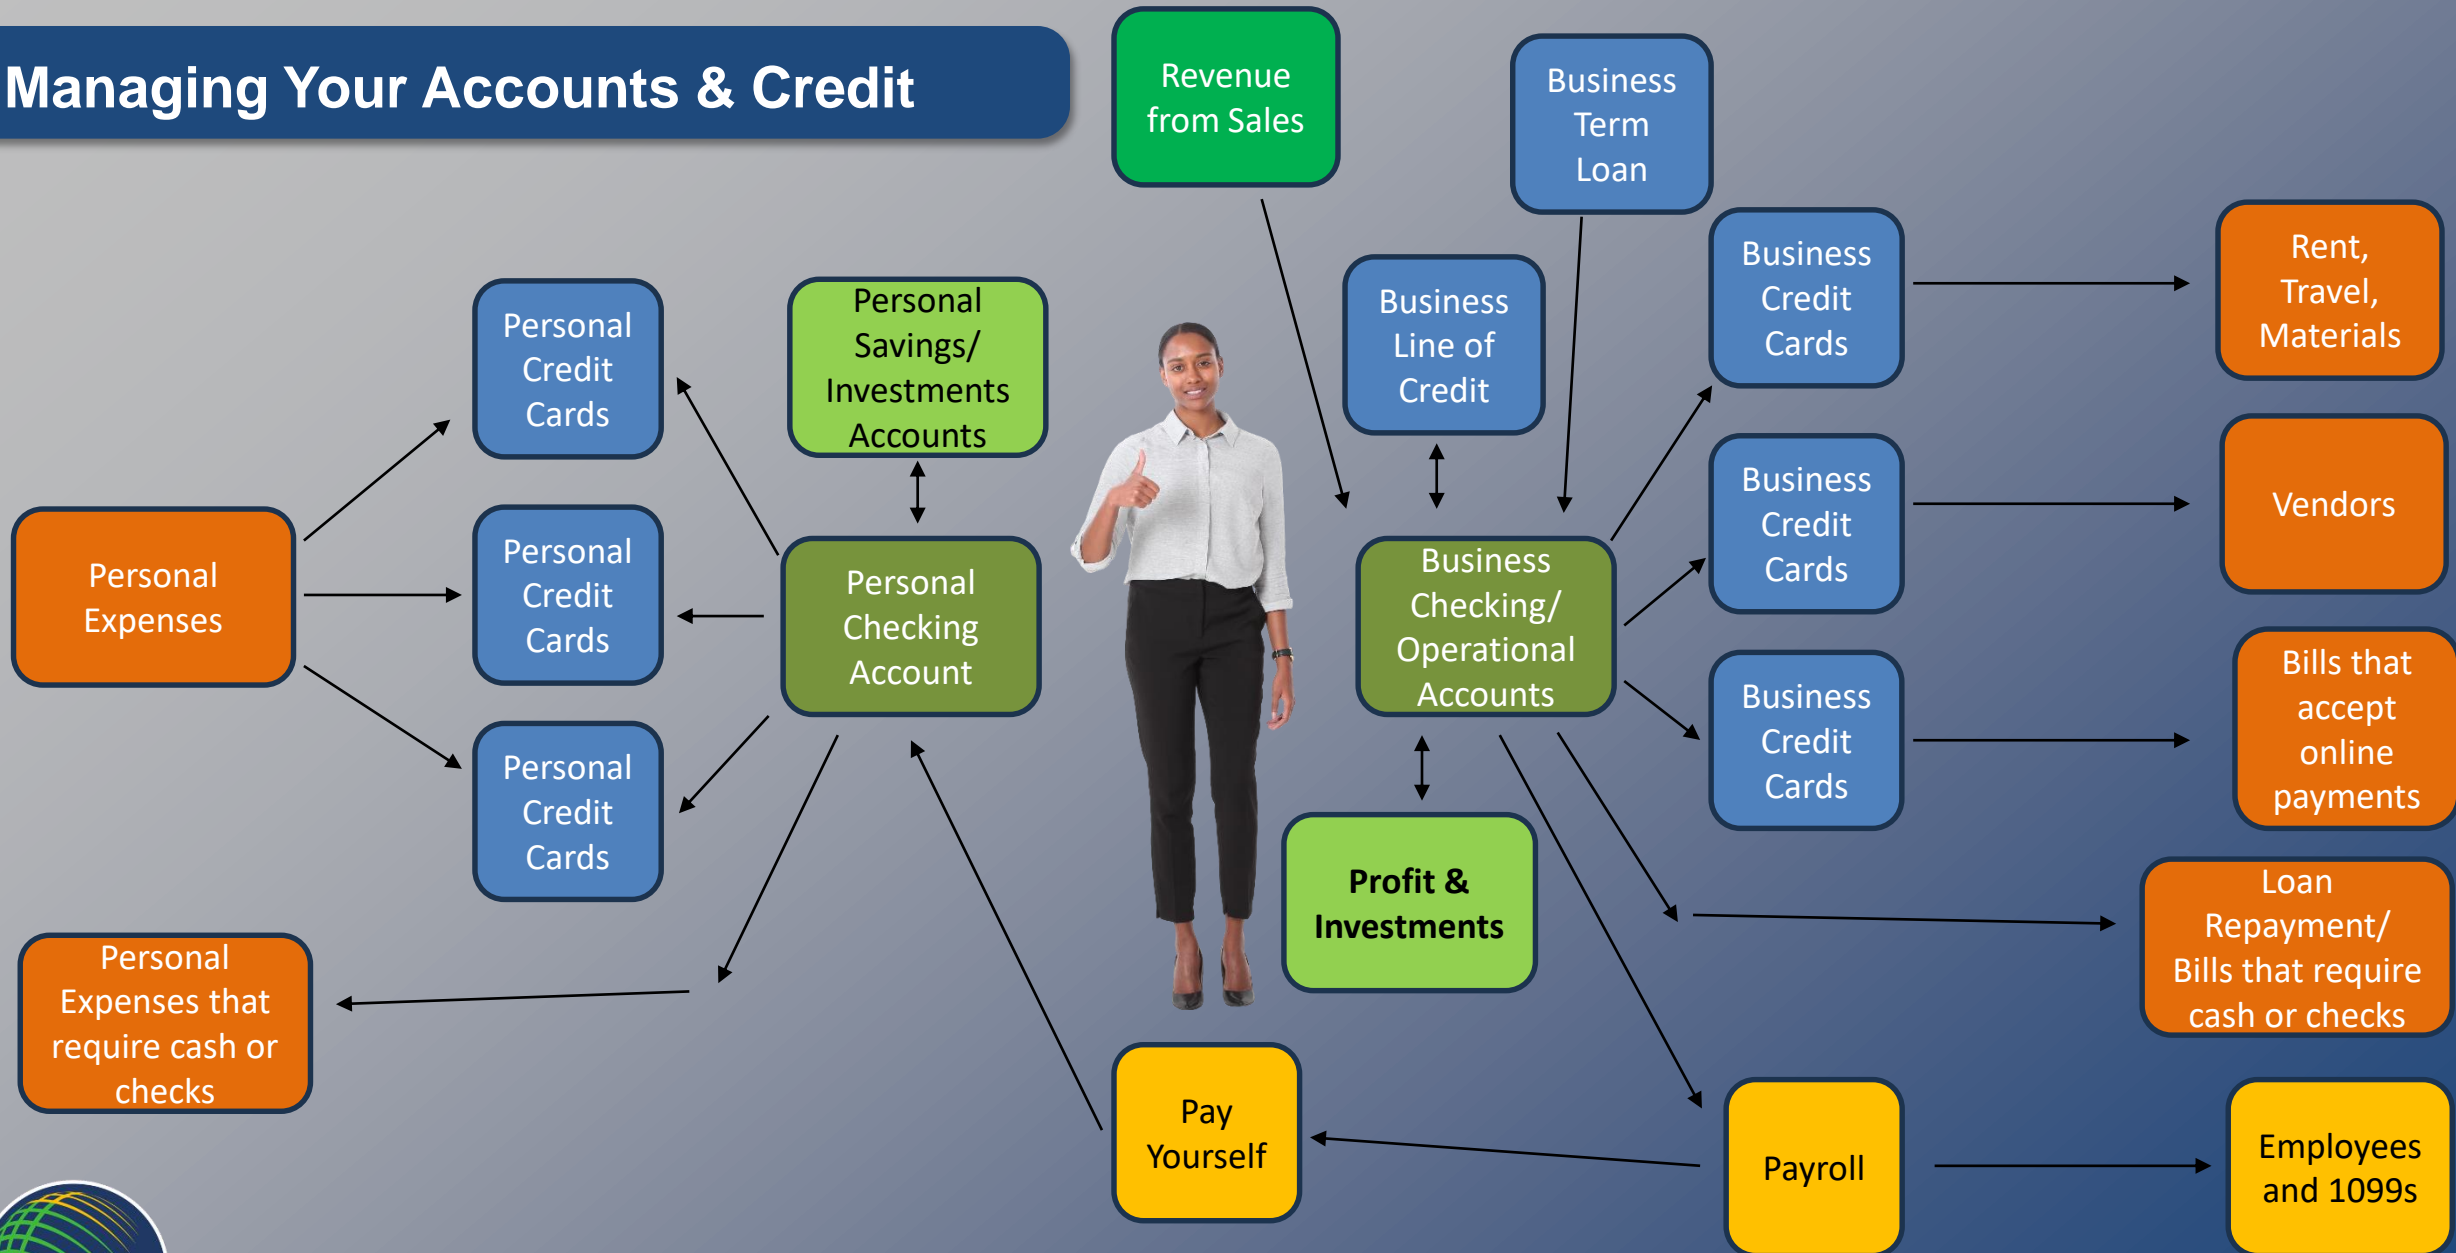 Managing Your Accounts & Credit
Revenue
from Sales
Business
Term
Loan
Business
Line of
Credit
Personal
Savings/
Investments
Accounts
Personal
Credit
Cards
Personal
Credit
Cards
Personal
Credit
Cards
Personal
Expenses
Personal
Checking
Account
Personal
Expenses that
require cash or
checks
Business
Checking/
Operational
Accounts
Profit &
Investments
Business
Credit
Cards
Business
Credit
Cards
Business
Credit
Cards
Rent,
Travel,
Materials
Vendors
Bills that
accept
online
payments
Loan
Repayment/
Bills that require
cash or checks
Pay
Yourself
Payroll
Employees
and 1099s